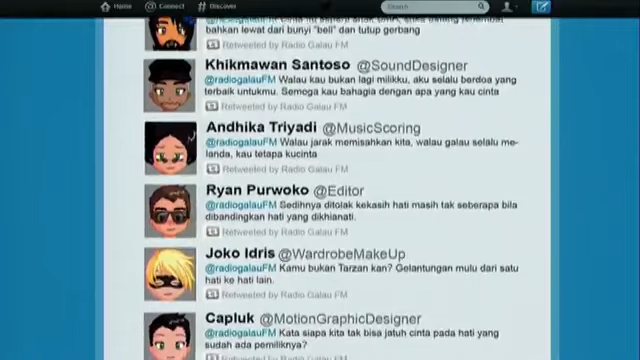 Home Connect # Discover Search
bahkan lewat dari bunyi "bell" dan tutup gerbang
Retweeted by Radio Galau FM
Khikmawan Santoso @SoundDesigner
@radiogalauFM Walau kau bukan lagi milikku, aku selalu berdoa yang
terbaik untukmu. Semoga kau bahagia dengan apa yang kau cinta
Retweeted by Radio Galau FM
Andhika Triyadi @MusicScoring
@radiogalauFM Walau jarak memisahkan kita, walau galau selalu me-
landa, kau tetapa kucinta
Retweeted by Radio Galau FM
Ryan Purwoko @Editor
@radiogalauFM Sedihnya ditolak kekasih hati masih tak seberapa bila
dibandingkan hati yang dikhianati.
Retweeted by Radio Galau FM
Joko Idris @WardrobeMakeUp
@radiogalauFM Kamu bukan Tarzan kan? Gelantungan mulu dari satu
hati ke hati lain.
Retweeted by Radio Galau FM
Capluk @MotionGraphicDesigner
@radiogalauFM Kata siapa kita tak bisa jatuh cinta pada hati yang
sudah ada pemiliknya?
Retweeted by Radio Galau FM